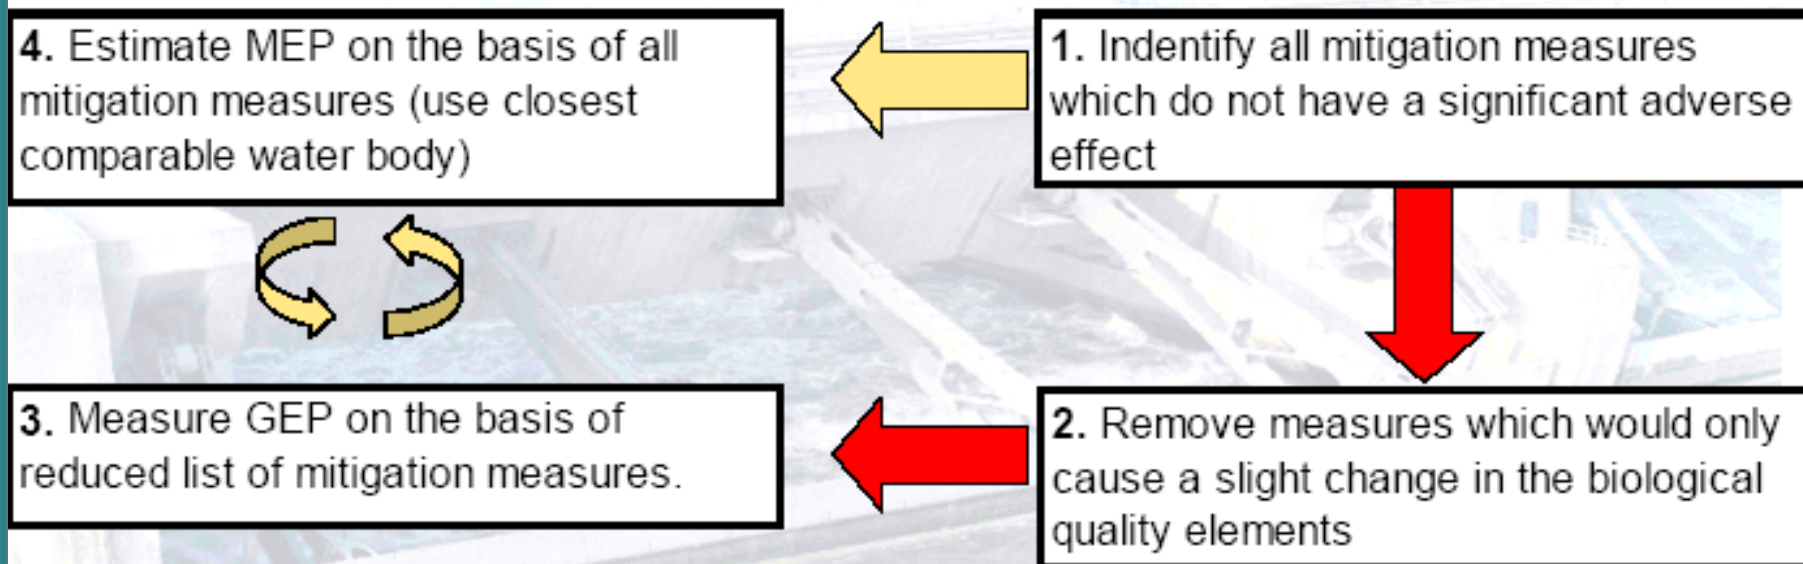 4. Estimate MEP on the basis of all
mitigation measures (use closest
comparable water body)
1. Indentify all mitigation measures
which do not have a significant adverse
effect
3. Measure GEP on the basis of
reduced list of mitigation measures.
2. Remove measures which would only
cause a slight change in the biological
quality elements